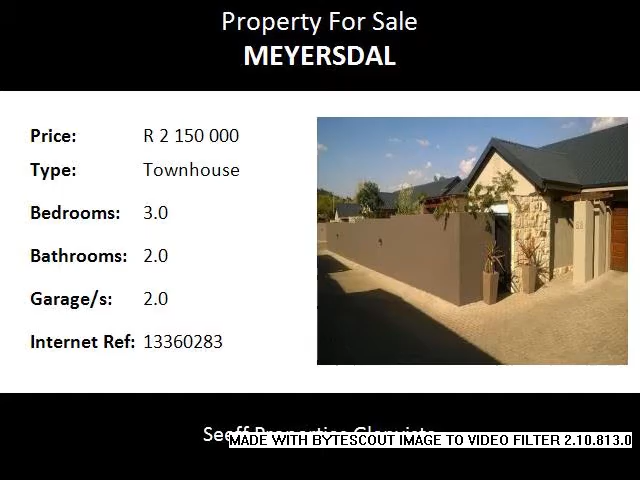 Property For Sale
MEYERSDAL
Price: R 2 150 000
Type: Townhouse
Bedrooms: 3.0
Bathrooms: 2.0
Garage/s: 2.0
Internet Ref: 13360283
MADE WITH BYTESCOUT IMAGE TO VIDEO FILTER 2.10.813.0